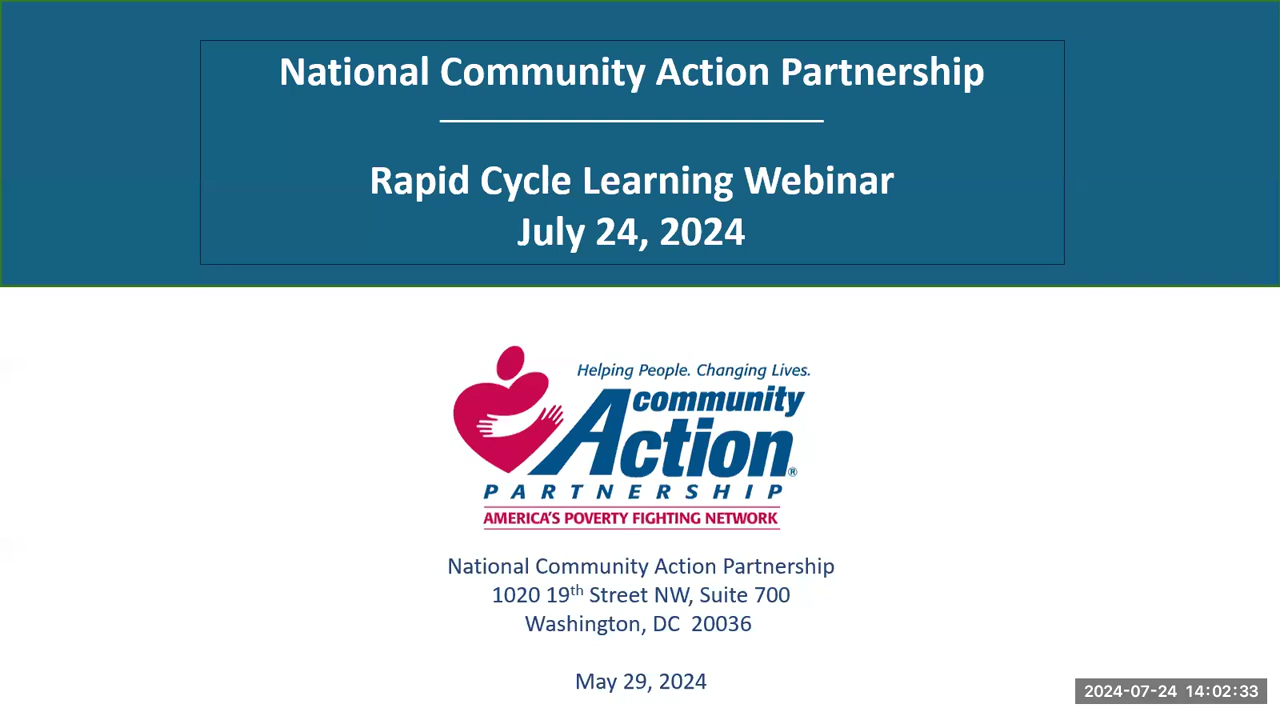 National Community Action Partnership
Rapid Cycle Learning Webinar
July 24, 2024
Helping People. Changing Lives.
community
Action®
PARTNERSHIP
AMERICA'S POVERTY FIGHTING NETWORK
National Community Action Partnership
1020 19th Street NW, Suite 700
Washington, DC 20036
May 29, 2024
2024-07-24 14:02:33